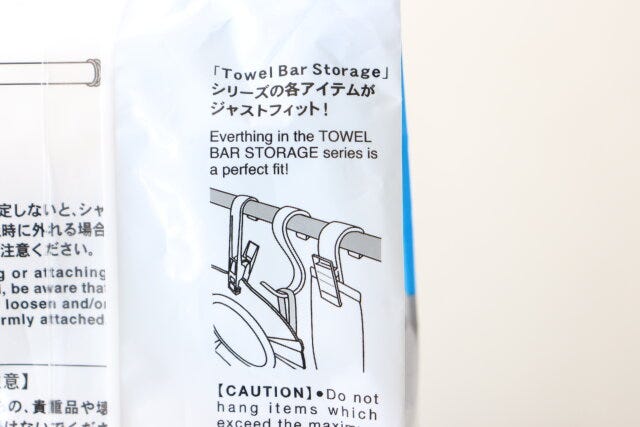 「Towel Bar Storage」
シリーズの各アイテムが
ジャストフィット！
Everthing in the TOWEL
BAR STORAGE series is
a perfect fit!
定しないと、シャ
時に外れる場合
注意ください。
g or attaching
, be aware that
loosen and/or
rmly attached.
意】
の、貴重品や壊
【CAUTION】●Do not
hang items which
exceed the maxim